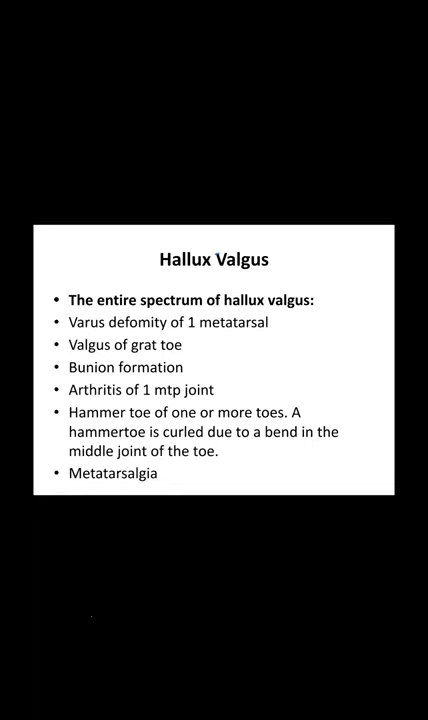 Hallux Valgus
• The entire spectrum of hallux valgus:
• Varus defomity of 1 metatarsal
• Valgus of grat toe
• Bunion formation
• Arthritis of 1 mtp joint
• Hammer toe of one or more toes. A
hammertoe is curled due to a bend in the
middle joint of the toe.
• Metatarsalgia